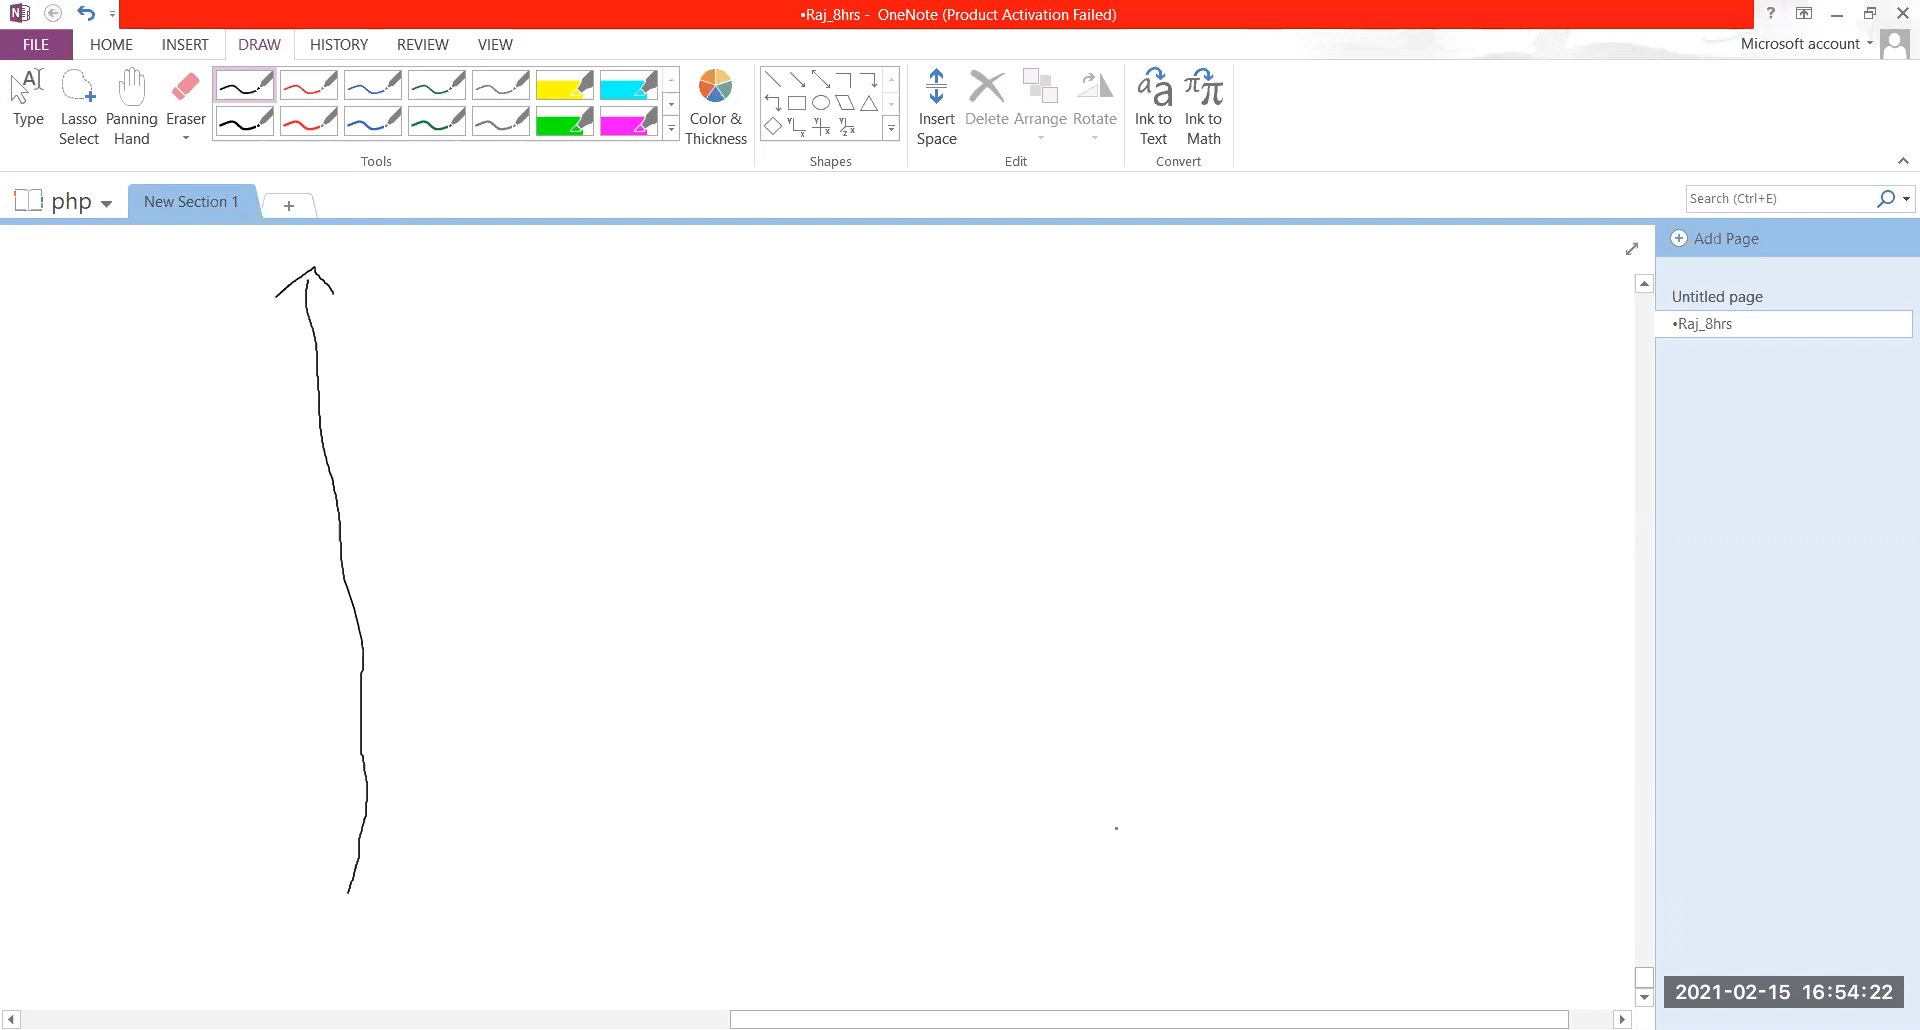 •Raj_8hrs - OneNote (Product Activation Failed)
?
FILE HOME INSERT DRAW HISTORY REVIEW VIEW
Microsoft account
Type
Lasso Select
Panning Hand
Eraser
Color & Thickness
Insert Space
Delete
Arrange
Rotate
Ink to Text
Ink to Math
Tools
Shapes
Edit
Convert
php
New Section 1
+
Search (Ctrl+E)
Add Page
Untitled page
•Raj_8hrs
2021-02-15 16:54:22